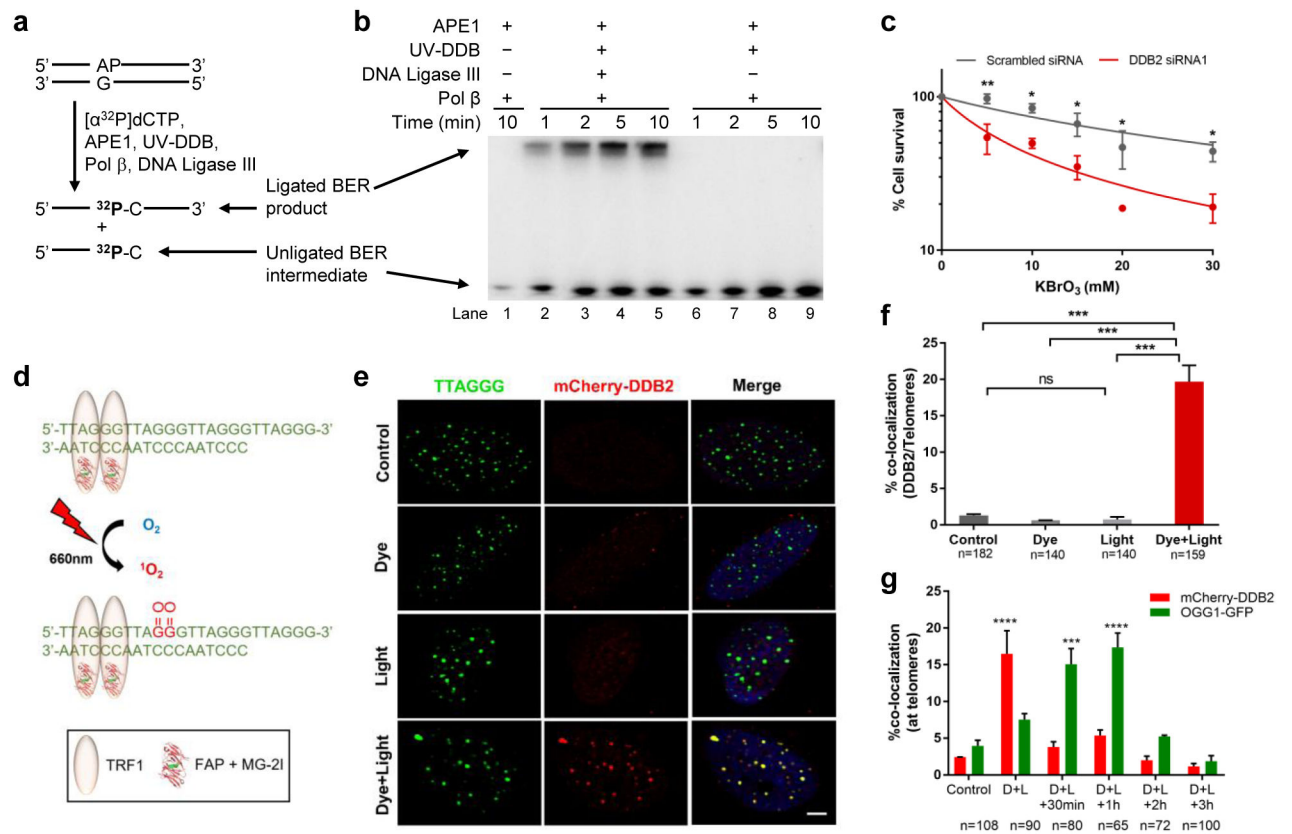 a
5' AP 3'
3' G 5'
[α³²P]dCTP,
APE1, UV-DDB,
Pol β, DNA Ligase III
5' ³²P-C 3'
+
5' ³²P-C
Ligated BER
product
Unligated BER
intermediate
b
APE1 + + +
UV-DDB – + +
DNA Ligase III – + –
Pol β + + +
Time (min) 10 1 2 5 10 1 2 5 10
Lane 1 2 3 4 5 6 7 8 9
c
Scrambled siRNA DDB2 siRNA1
% Cell survival
100
10
** * * * *
0 10 20 30
KBrO₃ (mM)
d
5'-TTAGGGTTAGGGTTAGGGTTAGGG-3'
3'-AATCCCAATCCCAATCCC
660nm
O₂
¹O₂
O O
5'-TTAGGGTTAGGGTTAGGGTTAGGG-3'
3'-AATCCCAATCCCAATCCC
TRF1 FAP + MG-2I
e
TTAGGG mCherry-DDB2 Merge
Control
Dye
Light
Dye+Light
f
% co-localization
(DDB2/Telomeres)
25
20
15
10
5
0
***
***
***
ns
Control Dye Light Dye+Light
n=182 n=140 n=140 n=159
g
%co-localization
(at telomeres)
25
20
15
10
5
0
mCherry-DDB2
OGG1-GFP
**** *** ****
Control D+L D+L D+L D+L D+L
+30min +1h +2h +3h
n=108 n=90 n=80 n=65 n=72 n=100